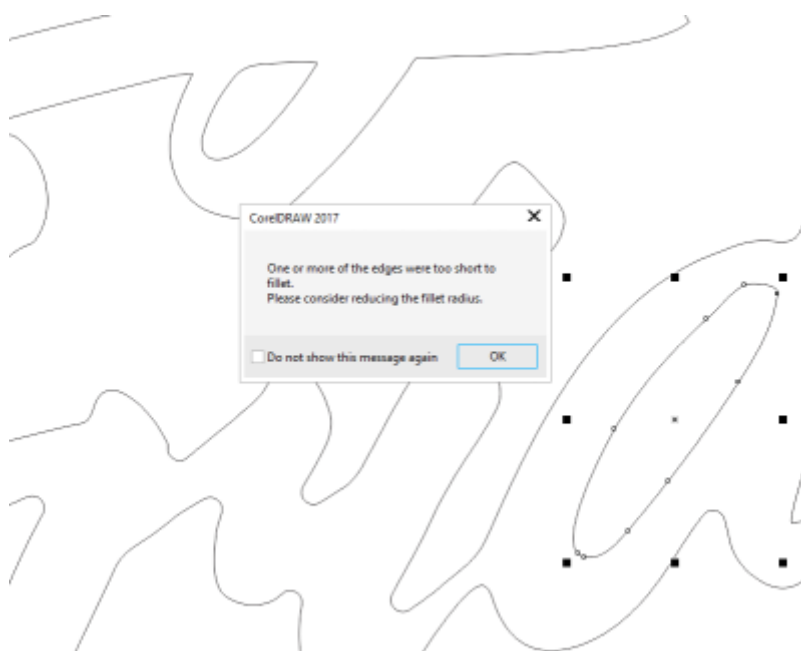 CorelDRAW 2017
One or more of the edges were too short to
fillet.
Please consider reducing the fillet radius.
Do not show this message again
OK